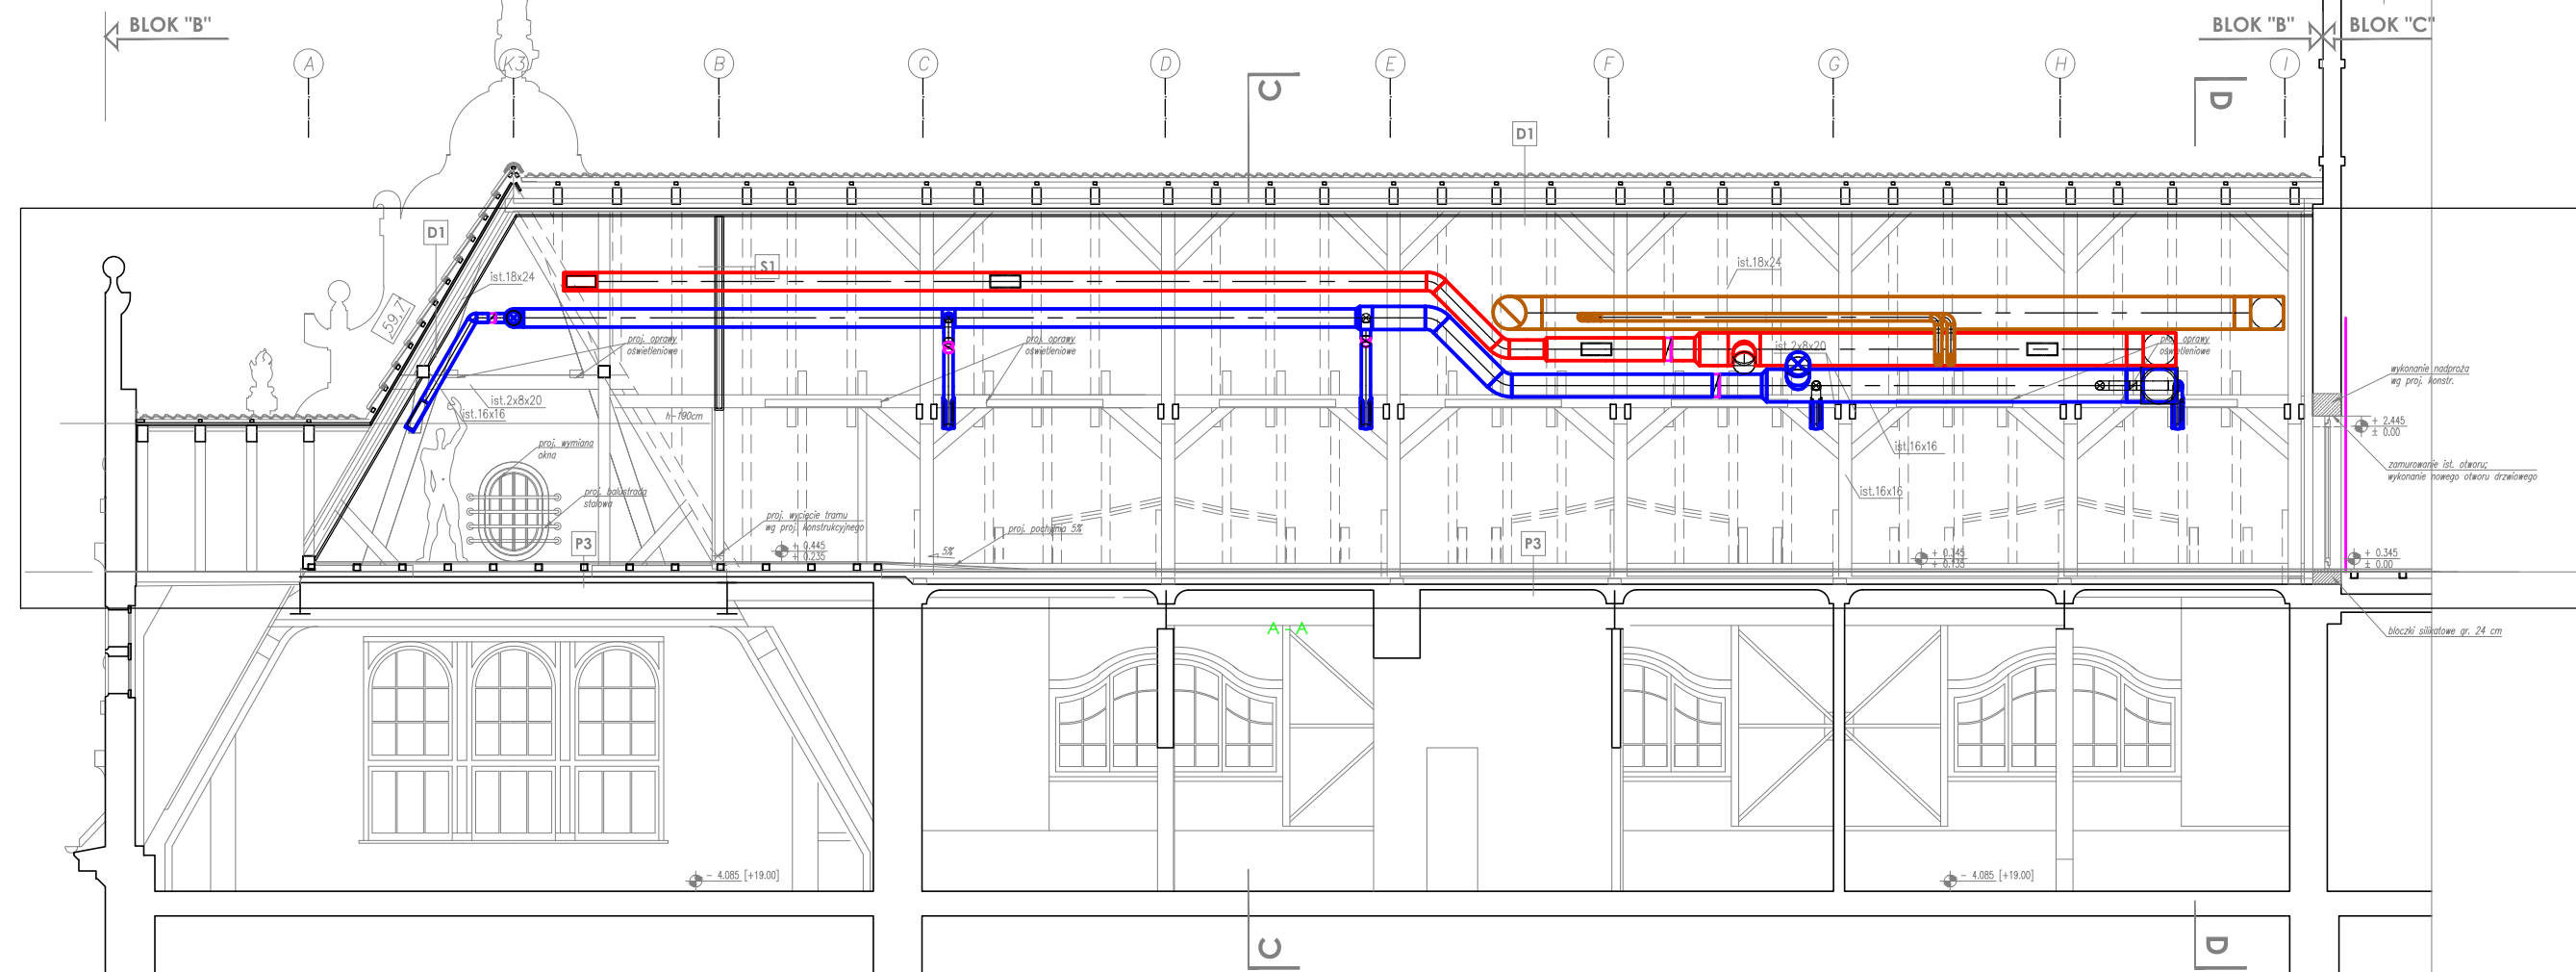 BLOK "B"
BLOK "B"
BLOK "C"
A
K3
B
C
D
E
F
G
H
I
C
D
D1
D1
S1
59,7°
ist.18x24
ist.18x24
proj. oprawy
oświetleniowe
proj. oprawy
oświetleniowe
proj. oprawy
oświetleniowe
ist.2x8x20
ist.2x8x20
ist.16x16
h-190cm
wykonanie nadproża
wg proj. konstr.
+ 2.445
± 0.00
proj. wymiana
okna
ist.16x16
zamurowanie ist. otworu;
wykonanie nowego otworu drzwiowego
proj. balustrada
stalowa
ist.16x16
proj. wycięcie tramu
wg proj. konstrukcyjnego
proj. pochylnia 5%
5%
P3
P3
+ 0.445
+ 0.235
+ 0.345
+ 0.135
+ 0.345
± 0.00
A - A
bloczki silikatowe gr. 24 cm
- 4.085 [+19.00]
- 4.085 [+19.00]
C
D